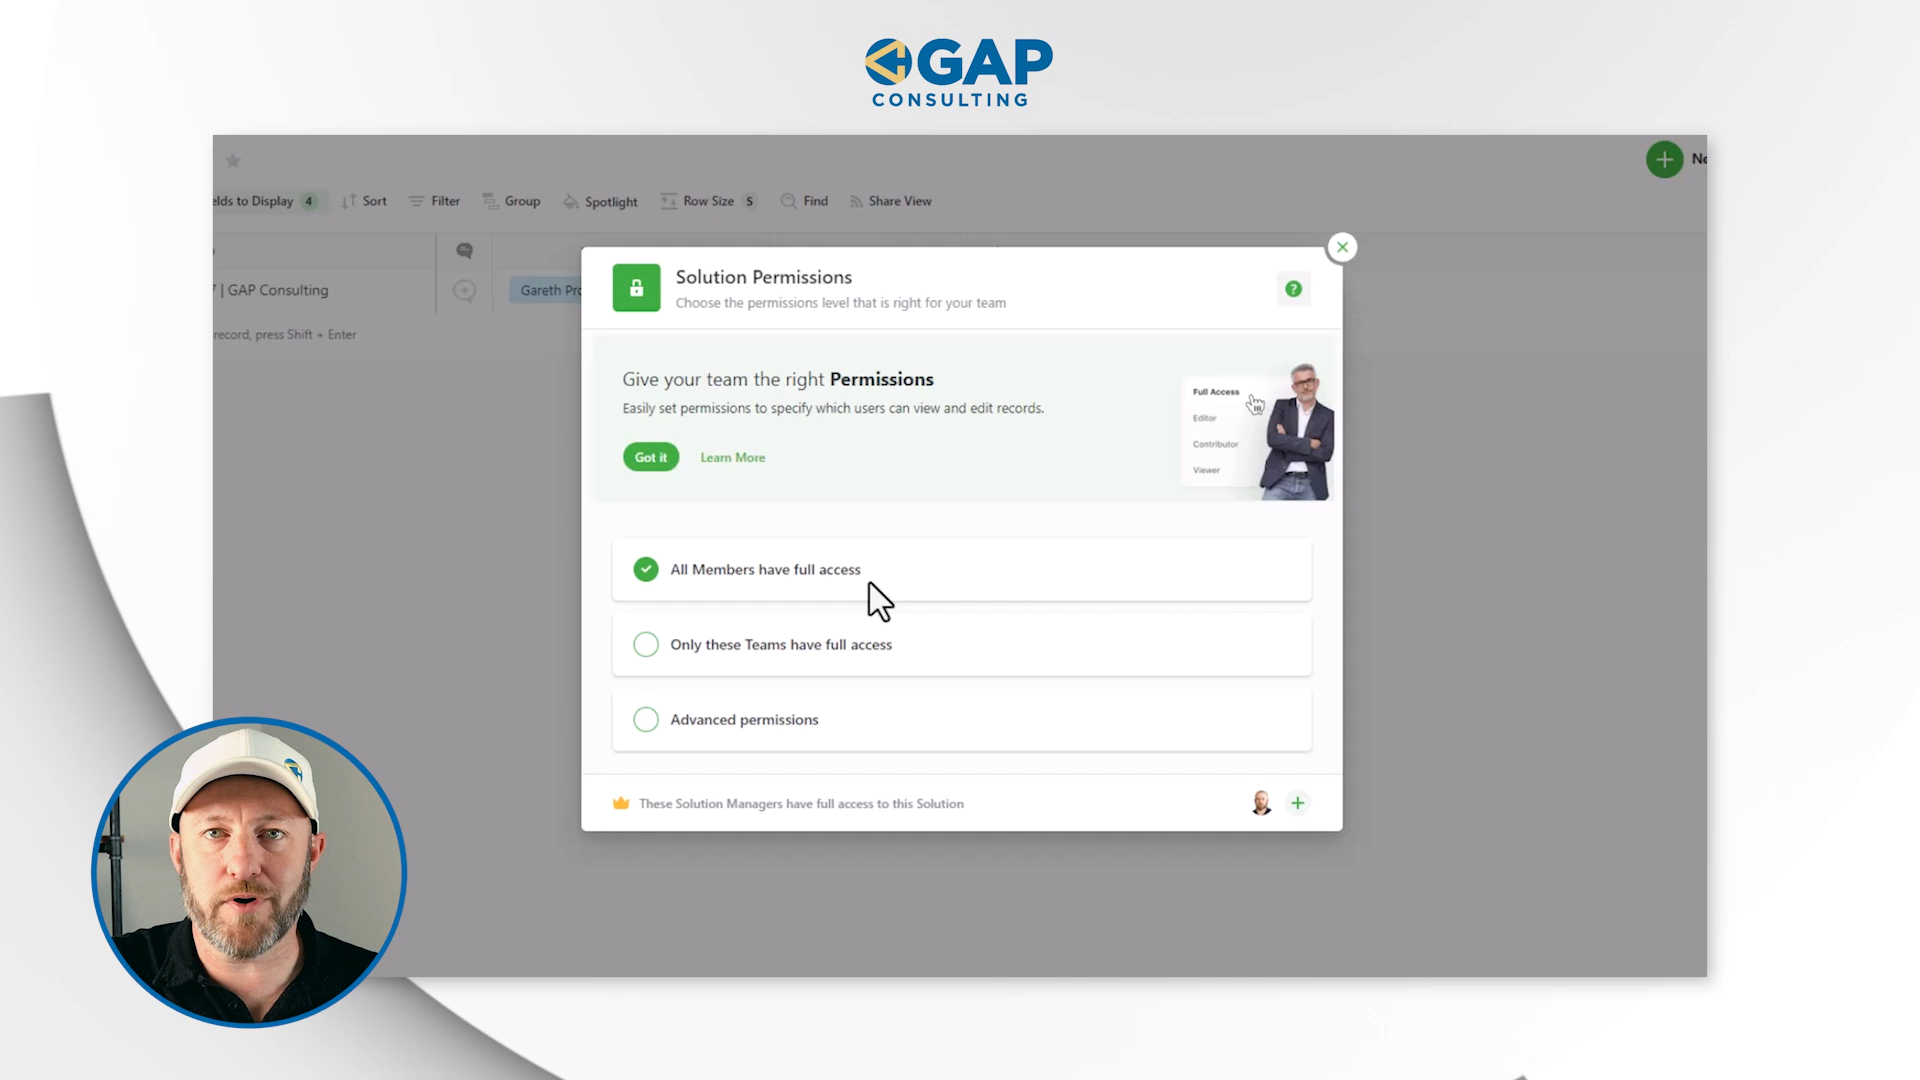 GAP
CONSULTING
elds to Display 4 Sort Filter Group Spotlight Row Size S Find Share View
7 | GAP Consulting
Gareth Pro
record, press Shift + Enter
Solution Permissions
Choose the permissions level that is right for your team
?
Give your team the right Permissions
Easily set permissions to specify which users can view and edit records.
Got it Learn More
Full Access
Editor
Contributor
Viewer
All Members have full access
Only these Teams have full access
Advanced permissions
These Solution Managers have full access to this Solution